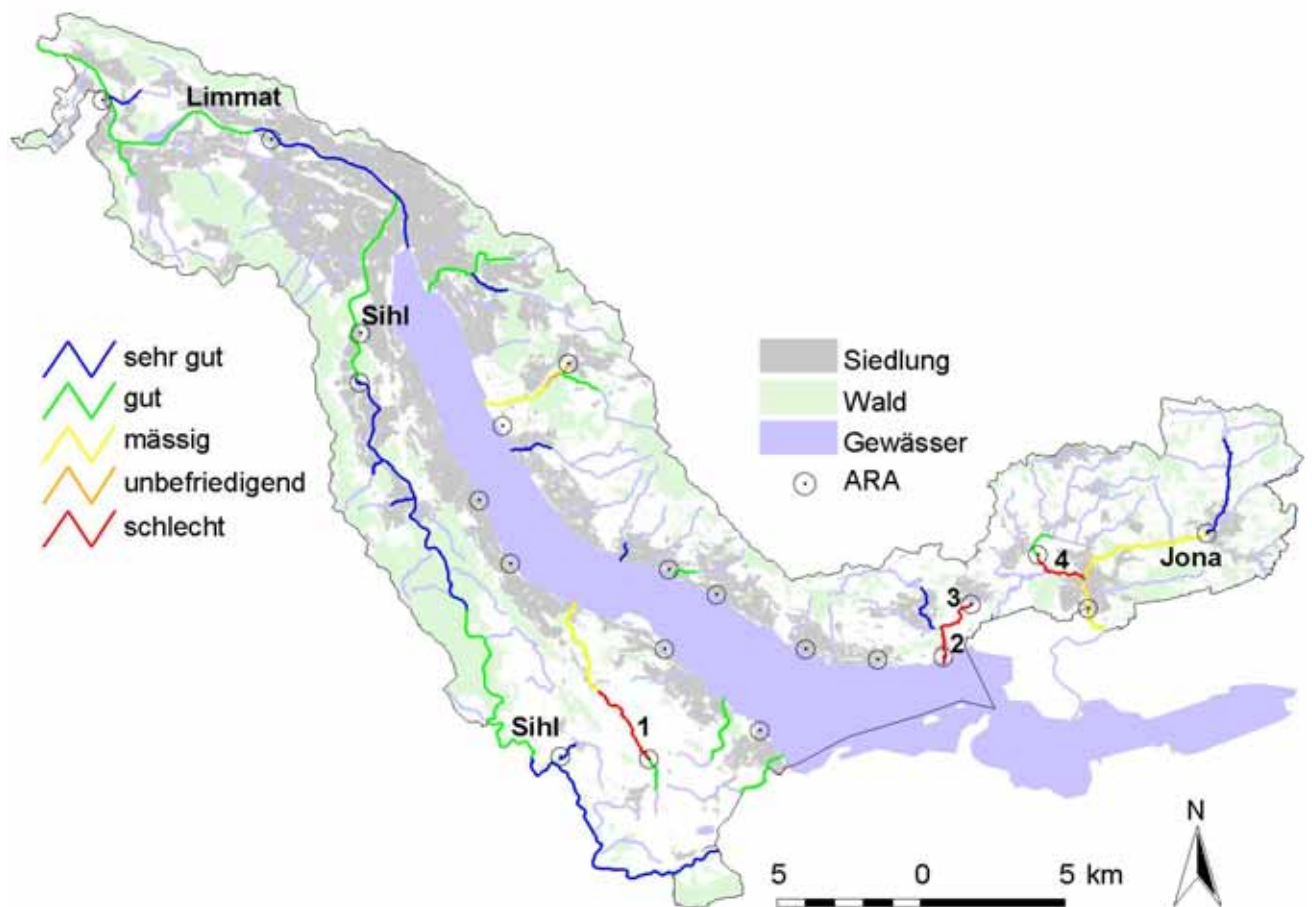 Limmat
Sihl
sehr gut
gut
mässig
unbefriedigend
schlecht
Siedlung
Wald
Gewässer
ARA
4
Jona
3
2
1
Sihl
N
5 0 5 km